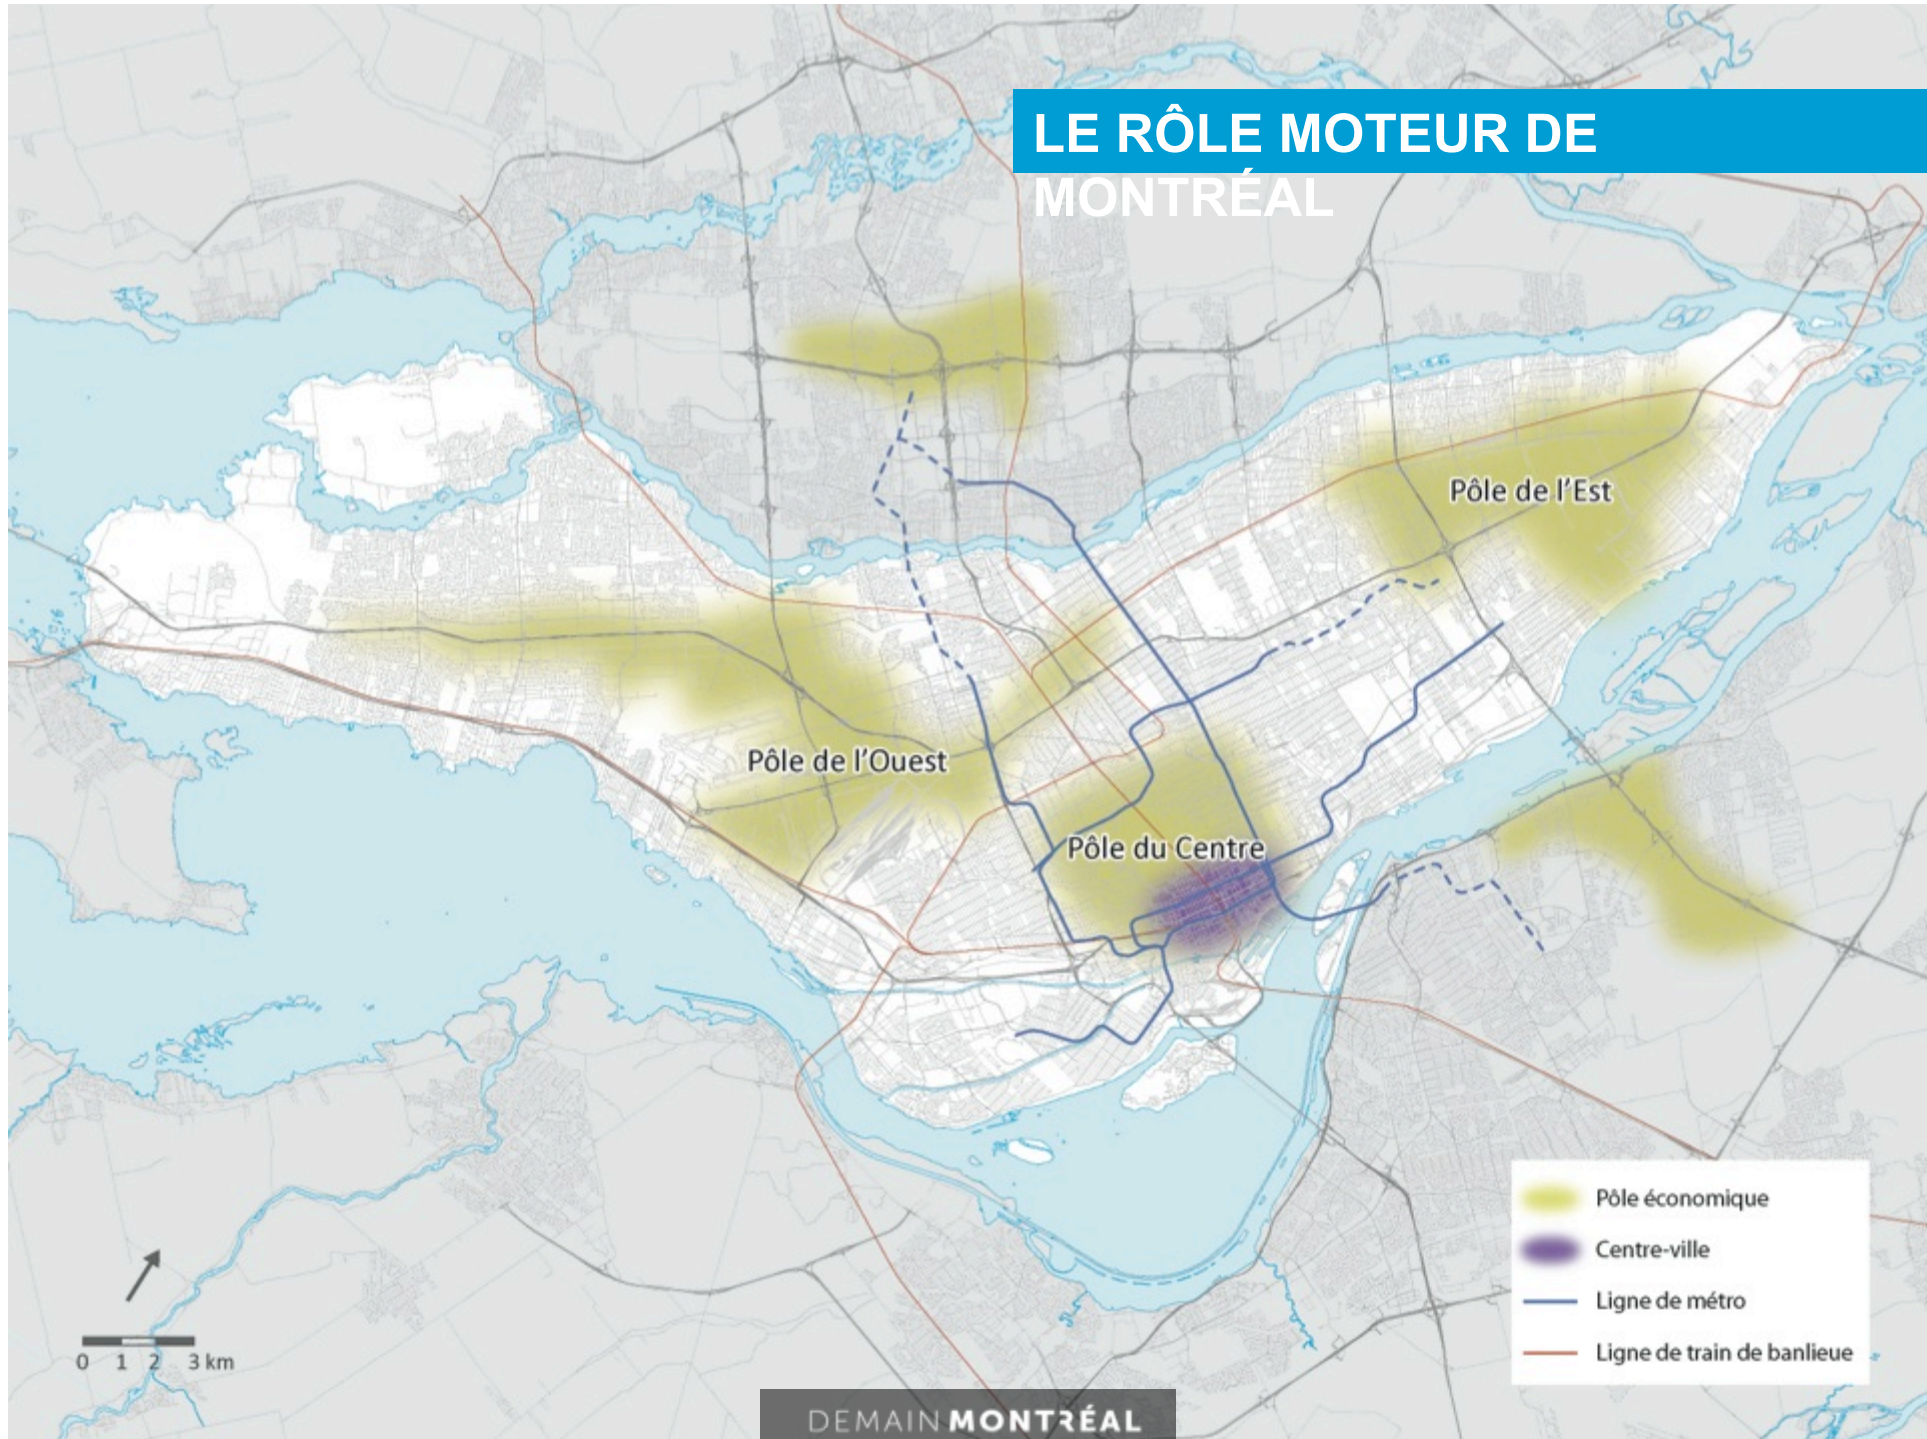 LE RÔLE MOTEUR DE
MONTRÉAL
Pôle de l'Est
Pôle de l'Ouest
Pôle du Centre
Pôle économique
Centre-ville
Ligne de métro
Ligne de train de banlieue
0 1 2 3 km
DEMAIN MONTRÉAL